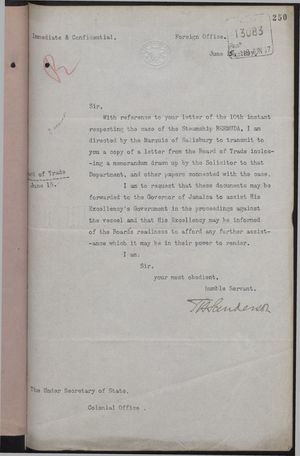 250
13083
JUN 17
Immediate & Confidential.
Foreign Office.
June
Sir,
With reference to your letter of the 10th instant
respecting the case of the Steamship BERMUDA, I am
directed by the Marquis of Salisbury to transmit to
you a copy of a letter from the Board of Trade inclos-
-ing a memorandum drawn up by the Solicitor to that
Department, and other papers connected with the case.
of Trade
June 15.
I am to request that these documents may be
forwarded to the Governor of Jamaica to assist His
Excellency's Government in the proceedings against
the vessel and that His Excellency may be informed
of the Boards readiness to afford any further assist-
-ance which it may be in their power to render.
I am,
Sir,
your most obedient,
humble Servant,
T H Sanderson
The Under Secretary of State,
Colonial Office.